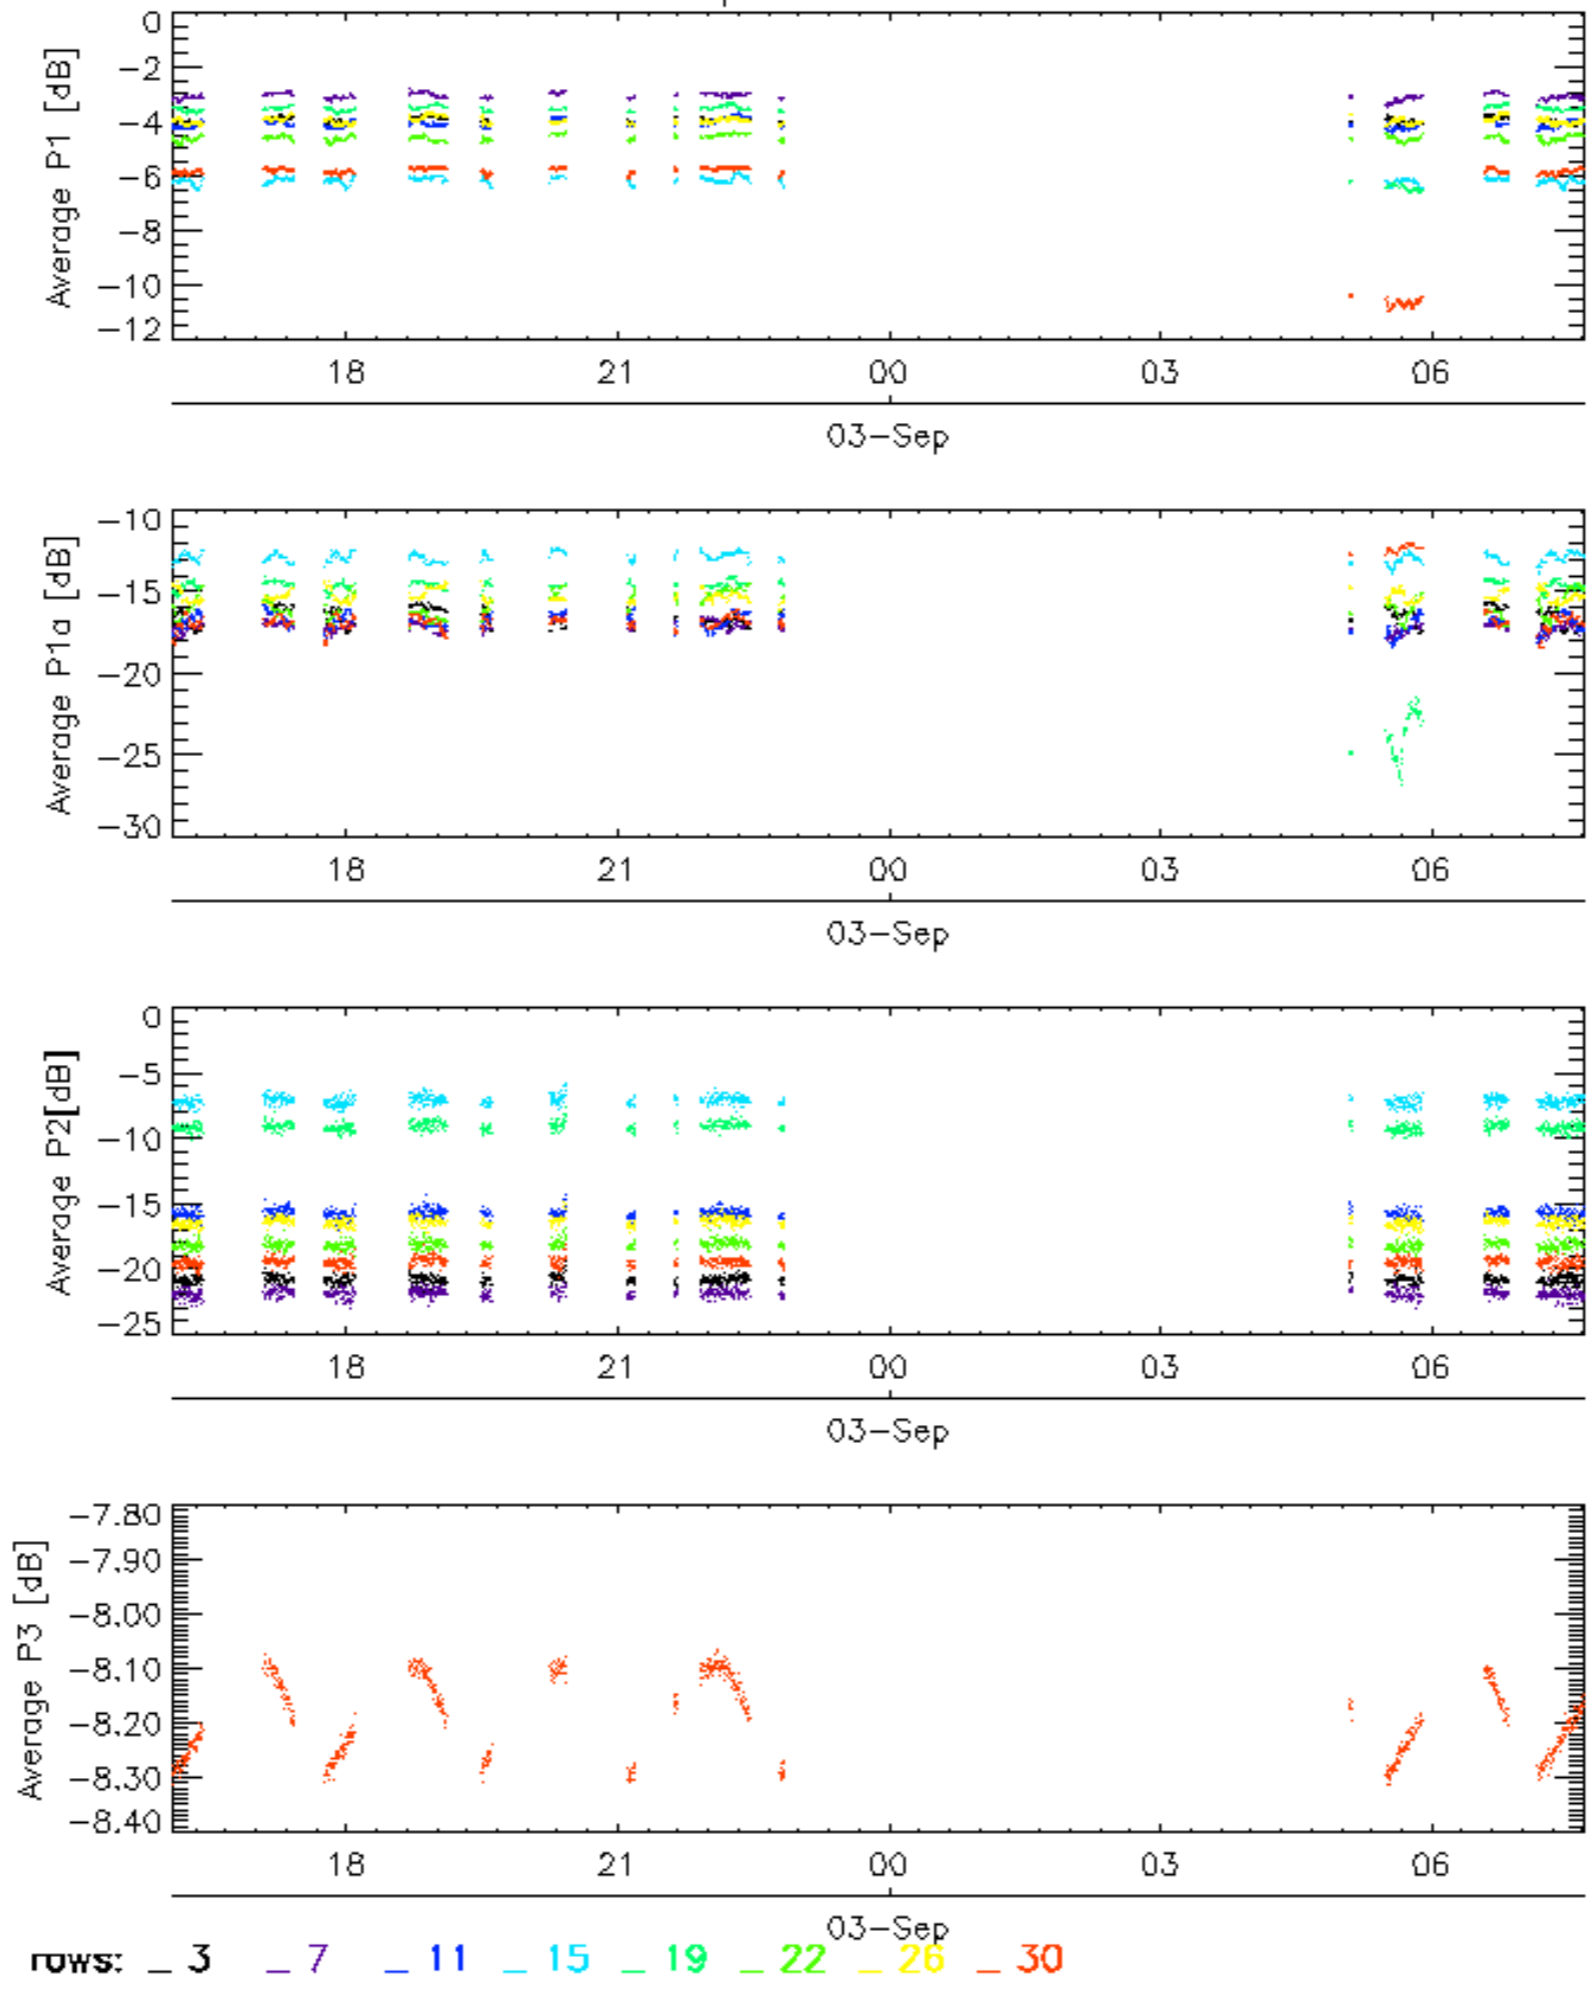 0
-2
-4
-6
-8
-10
-12
Average P1 [dB]
18 21 00 03 06
03-Sep
-10
-15
-20
-25
-30
Average P1a [dB]
18 21 00 03 06
03-Sep
0
-5
-10
-15
-20
-25
Average P2[dB]
18 21 00 03 06
03-Sep
-7.80
-7.90
-8.00
-8.10
-8.20
-8.30
-8.40
Average P3 [dB]
18 21 00 03 06
03-Sep
rows: _ 3 _ 7 _ 11 _ 15 _ 19 _ 22 _ 26 _ 30